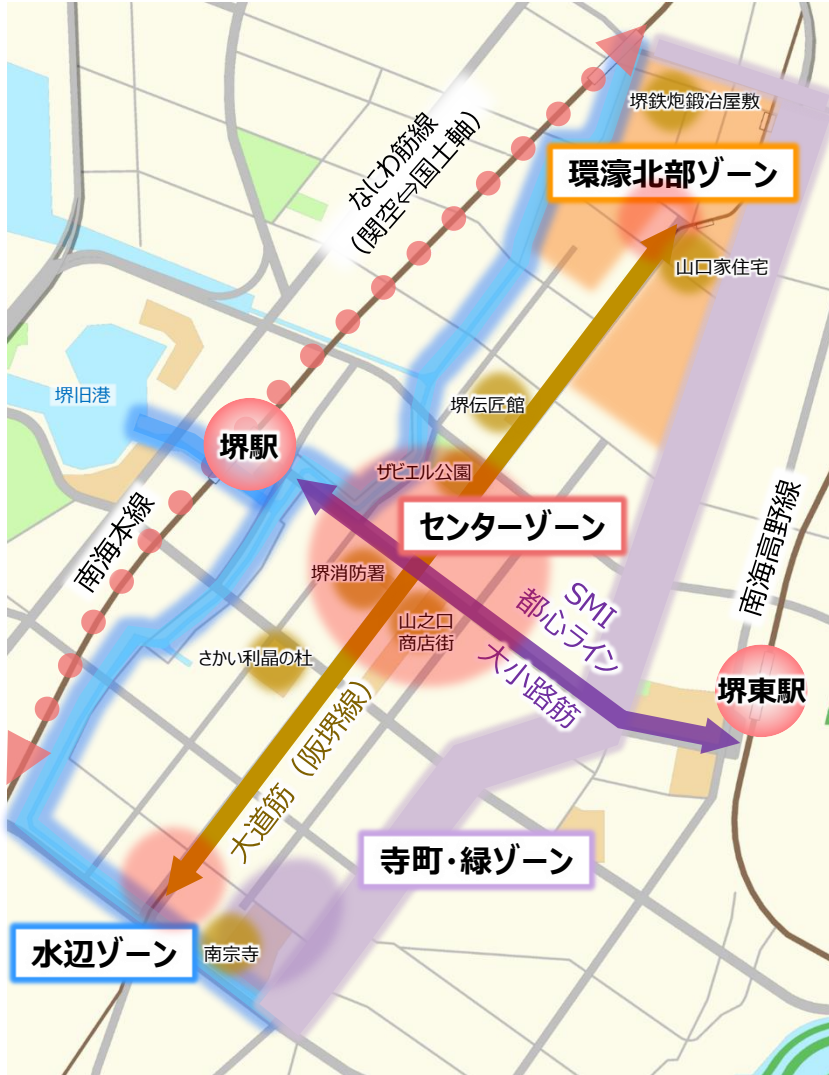 堺鉄炮鍛冶屋敷
なにわ筋線
(関空⇔国土軸)
環濠北部ゾーン
山口家住宅
堺旧港
堺伝匠館
堺駅
ザビエル公園
センターゾーン
南海本線
南海高野線
堺消防署
SMI
都心ライン
山之口
商店街
大小路筋
さかい利晶の杜
堺東駅
大道筋(阪堺線)
寺町・緑ゾーン
水辺ゾーン
南宗寺